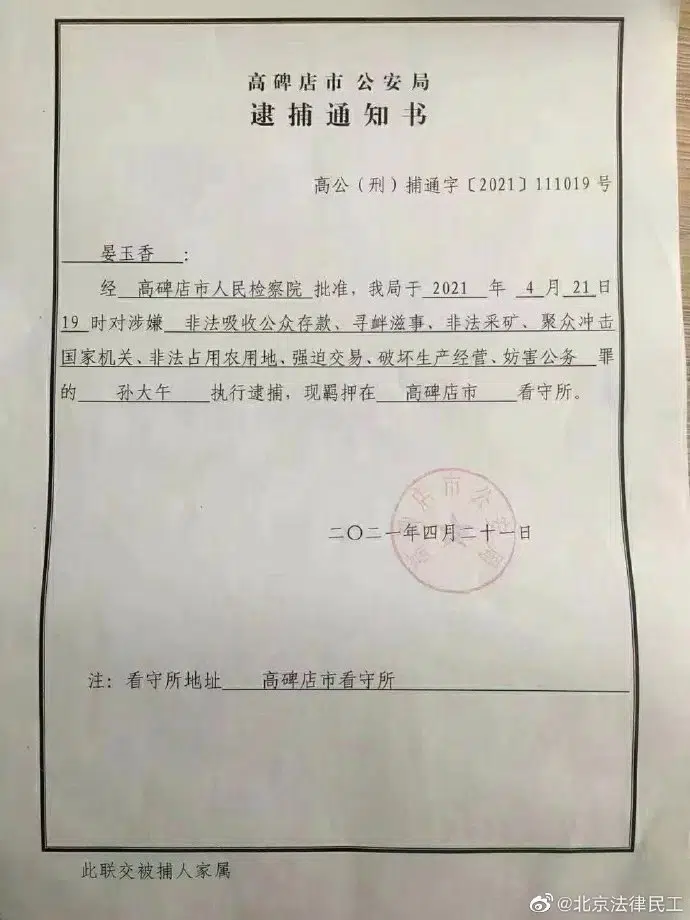 高碑店市公安局
逮捕通知书
高公（刑）捕通字〔2021〕111019号
晏玉香：
经 高碑店市人民检察院 批准，我局于 2021 年 4 月 21 日
19 时对涉嫌 非法吸收公众存款、寻衅滋事、非法采矿、聚众冲击
国家机关、非法占用农用地、强迫交易、破坏生产经营、妨害公务 罪
的 孙大午 执行逮捕，现羁押在 高碑店市 看守所。
高碑店市公安局
二〇二一年四月二十一日
注：看守所地址 高碑店市看守所
此联交被捕人家属
@北京法律民工